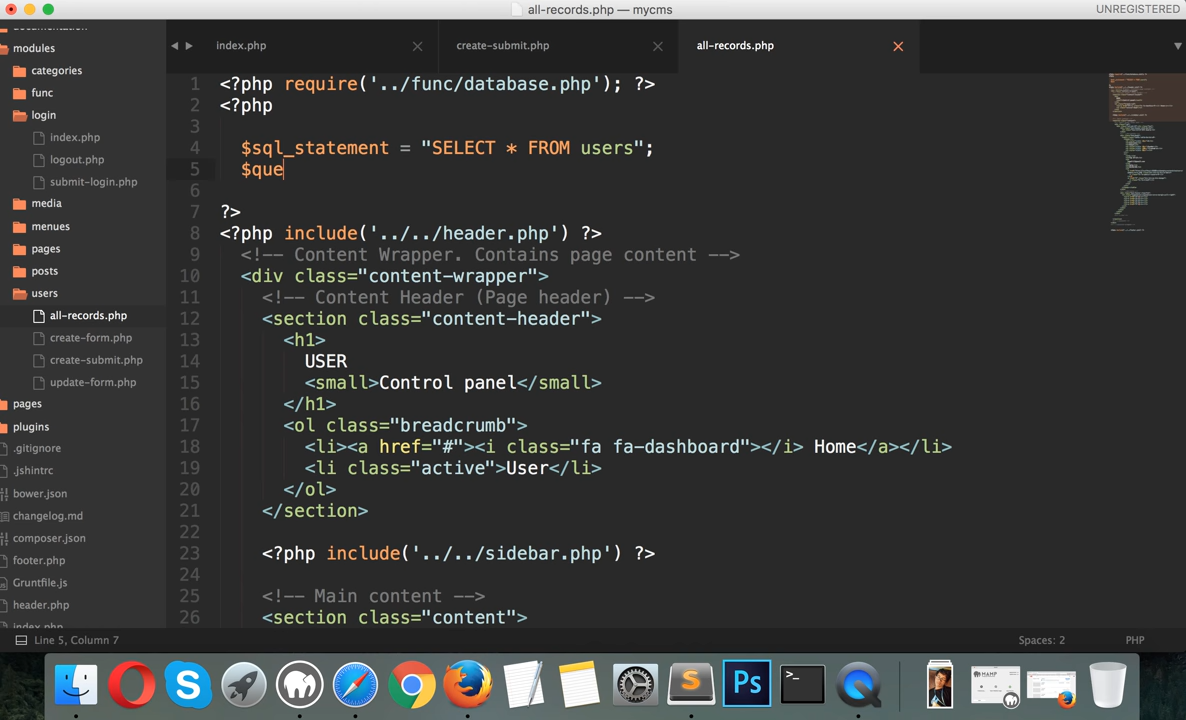 all-records.php — mycms
UNREGISTERED
index.php
create-submit.php
all-records.php
documentation
modules
categories
func
login
index.php
logout.php
submit-login.php
media
menues
pages
posts
users
all-records.php
create-form.php
create-submit.php
update-form.php
pages
plugins
.gitignore
.jshintrc
bower.json
changelog.md
composer.json
footer.php
Gruntfile.js
header.php
index.php
1 <?php require('../func/database.php'); ?>
2 <?php
3
4 $sql_statement = "SELECT * FROM users";
5 $que
6
7 ?>
8 <?php include('../../header.php') ?>
9 <!-- Content Wrapper. Contains page content -->
10 <div class="content-wrapper">
11 <!-- Content Header (Page header) -->
12 <section class="content-header">
13 <h1>
14 USER
15 <small>Control panel</small>
16 </h1>
17 <ol class="breadcrumb">
18 <li><a href="#"><i class="fa fa-dashboard"></i> Home</a></li>
19 <li class="active">User</li>
20 </ol>
21 </section>
22
23 <?php include('../../sidebar.php') ?>
24
25 <!-- Main content -->
26 <section class="content">
Line 5, Column 7
Spaces: 2
PHP
S
S
Ps
>_
MAMP